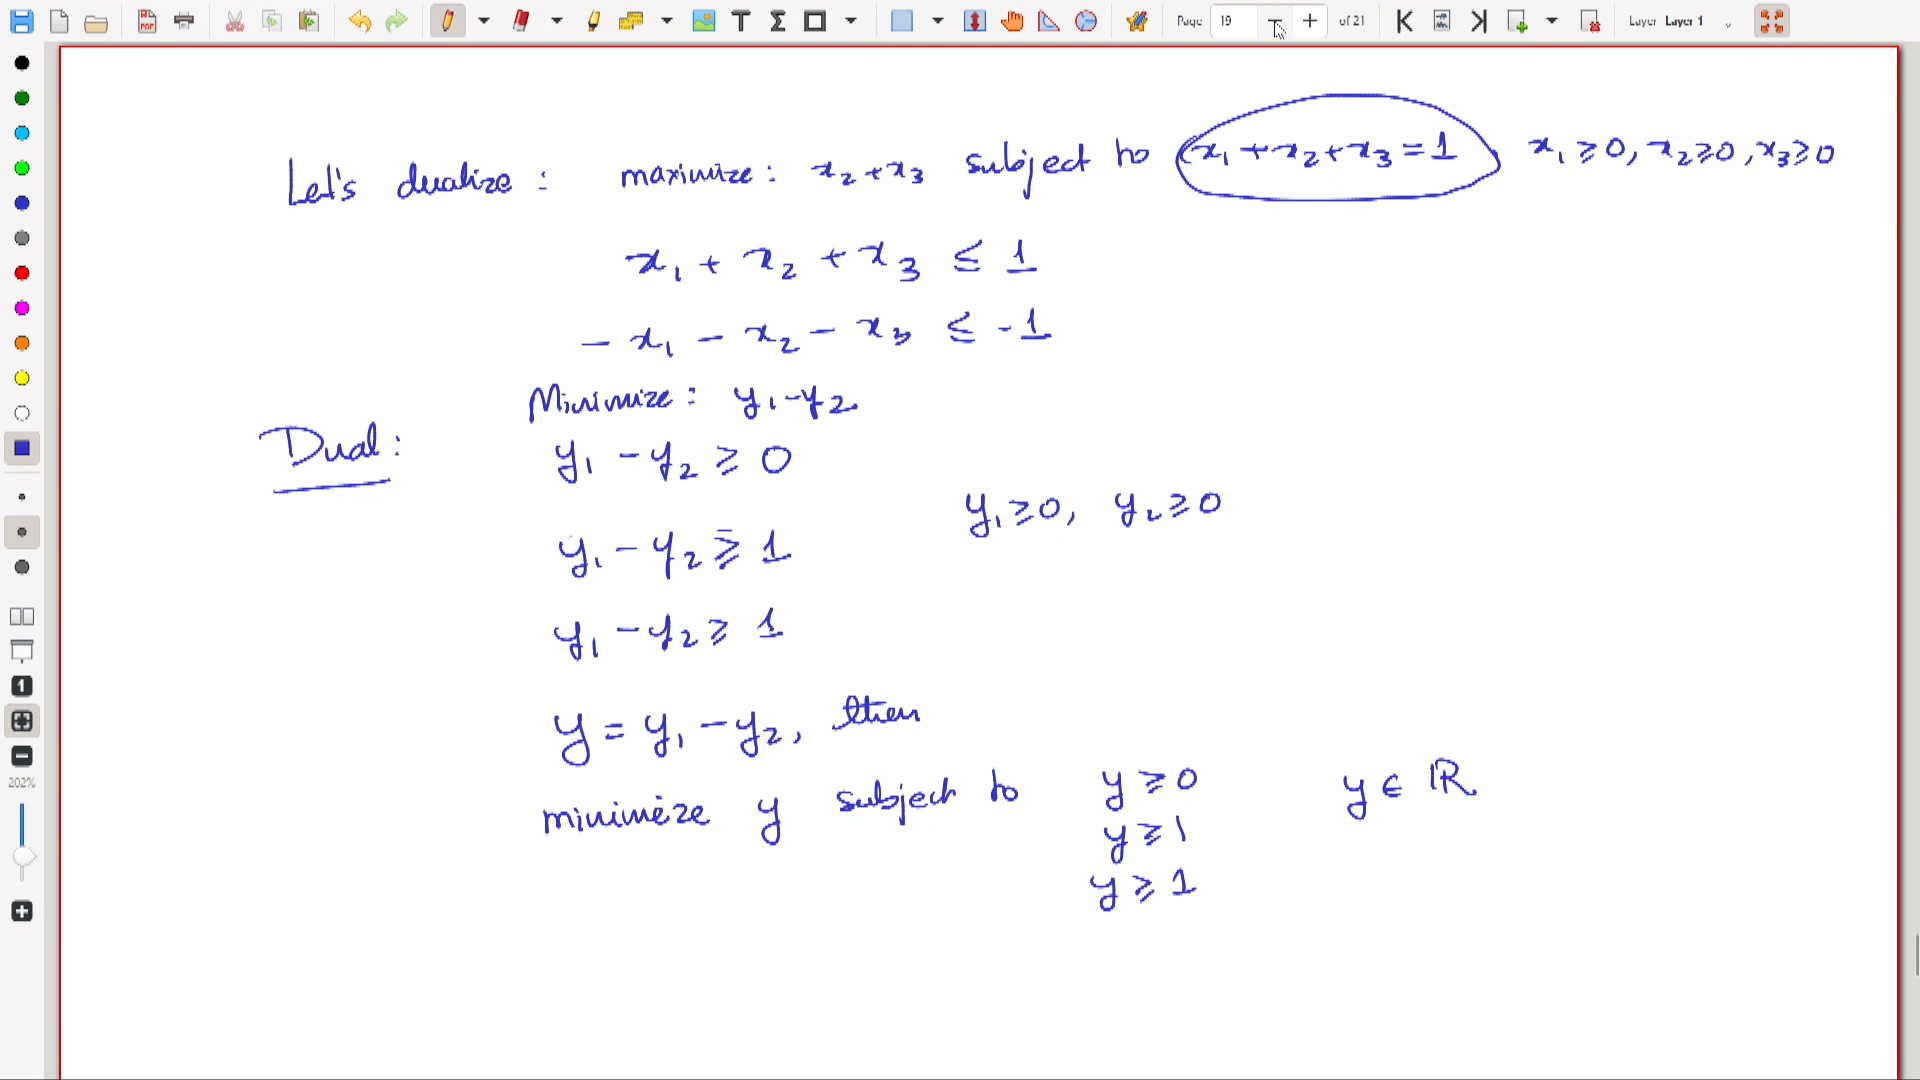 Page 19 of 21 Layer Layer 1
Let's dualize : maximize : x₂+x₃ subject to x₁+x₂+x₃=1 x₁≥0, x₂≥0, x₃≥0
x₁ + x₂ + x₃ ≤ 1
- x₁ - x₂ - x₃ ≤ -1
Minimize : y₁-y₂
Dual :
y₁ - y₂ ≥ 0
y₁≥0, y₂≥0
y₁ - y₂ ≥ 1
y₁ - y₂ ≥ 1
y = y₁ - y₂, then
minimize y subject to y ≥ 0 y ∈ ℝ
y ≥ 1
y ≥ 1
202%